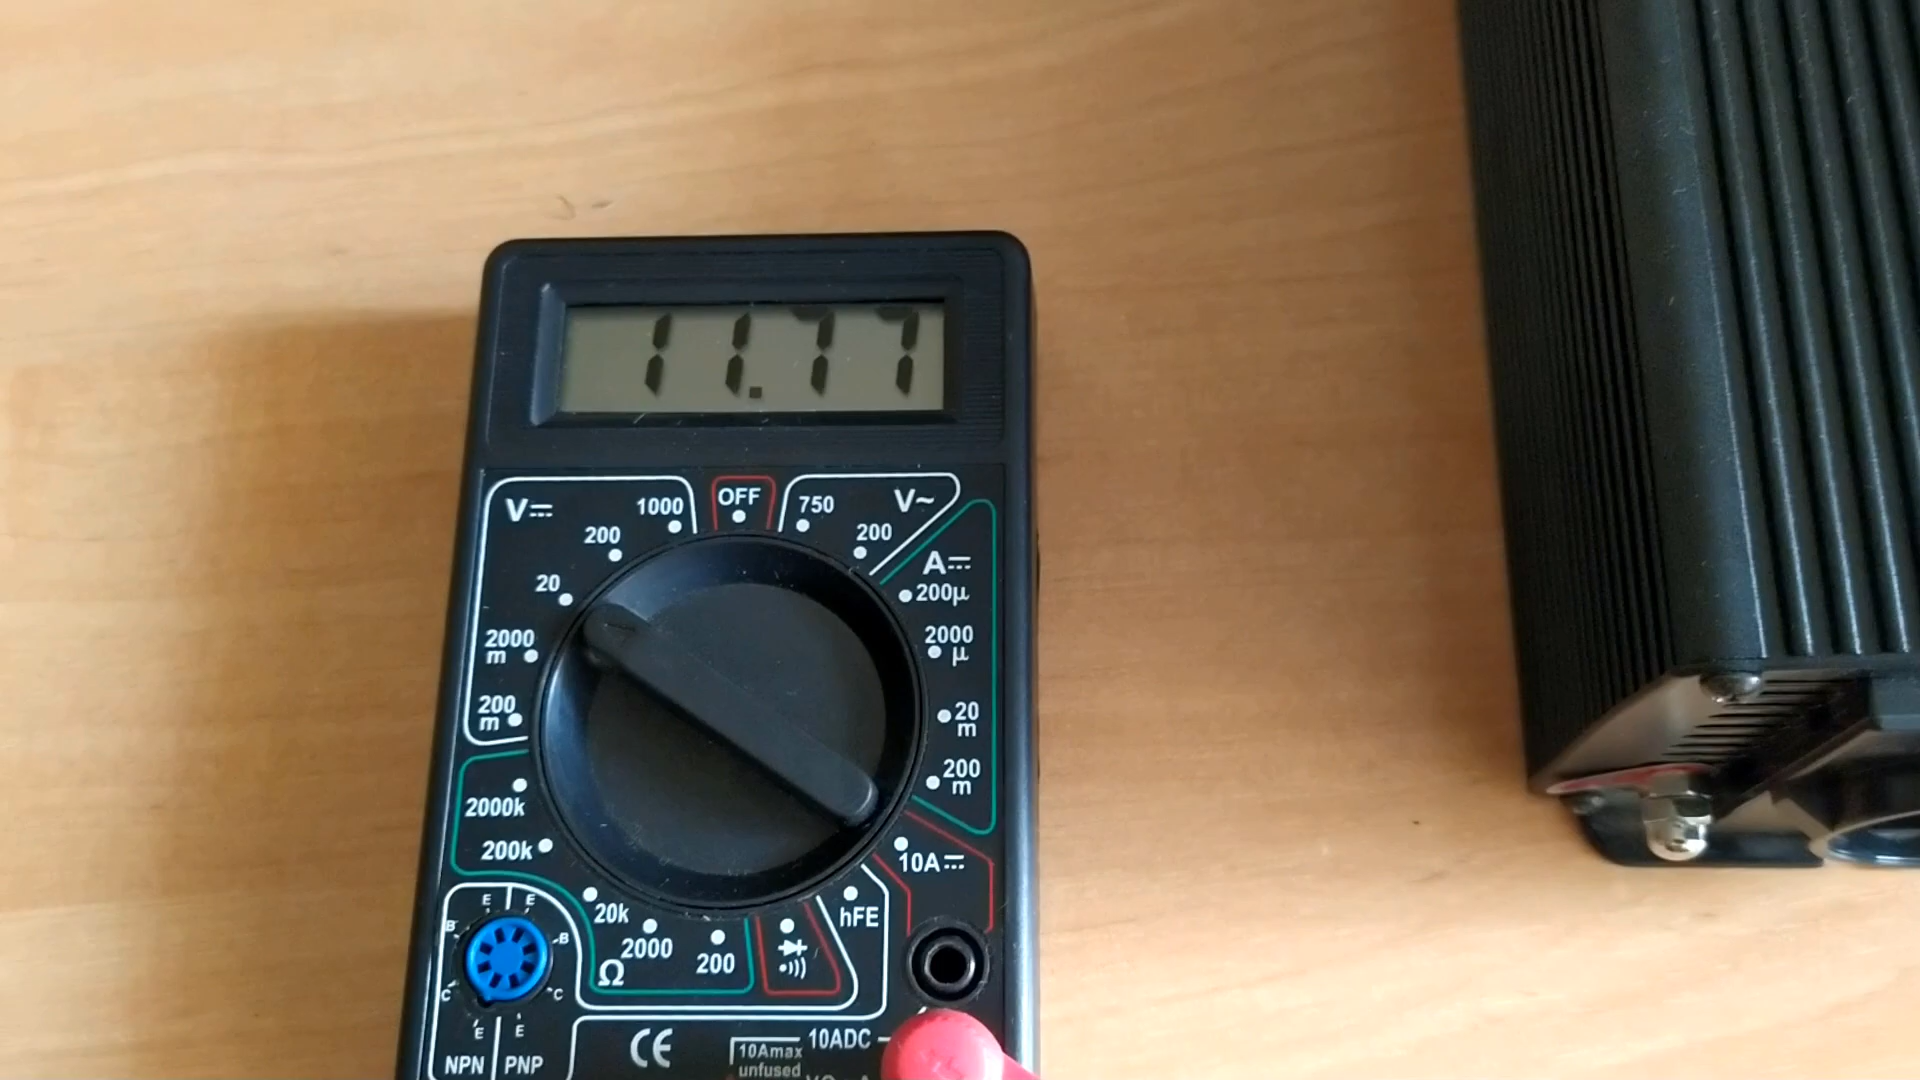 11.77
OFF
V⎓
1000
200
20
2000
m
200
m
750
V~
200
A⎓
200µ
2000
µ
20
m
200
m
10A⎓
hFE
2000k
200k
20k
2000
Ω
200
E E
B B
C C
E E
NPN PNP
CE
10ADC
10Amax
unfused